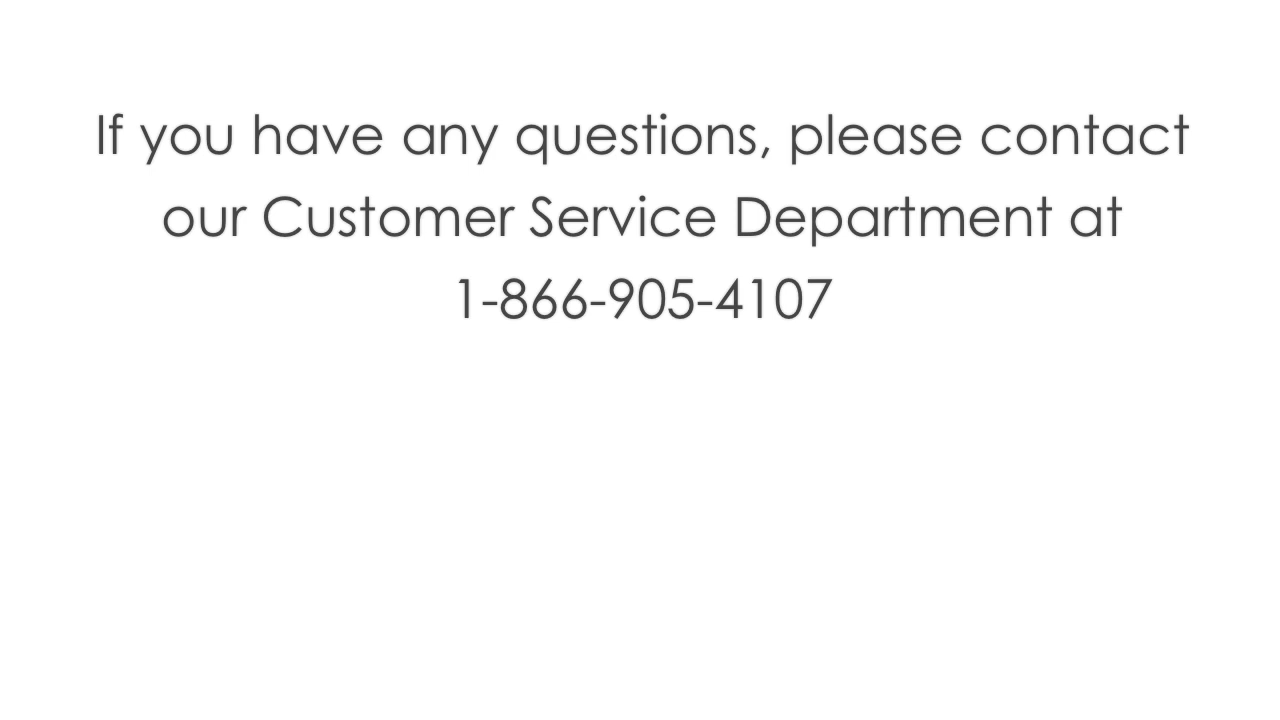 If you have any questions, please contact
our Customer Service Department at
1-866-905-4107